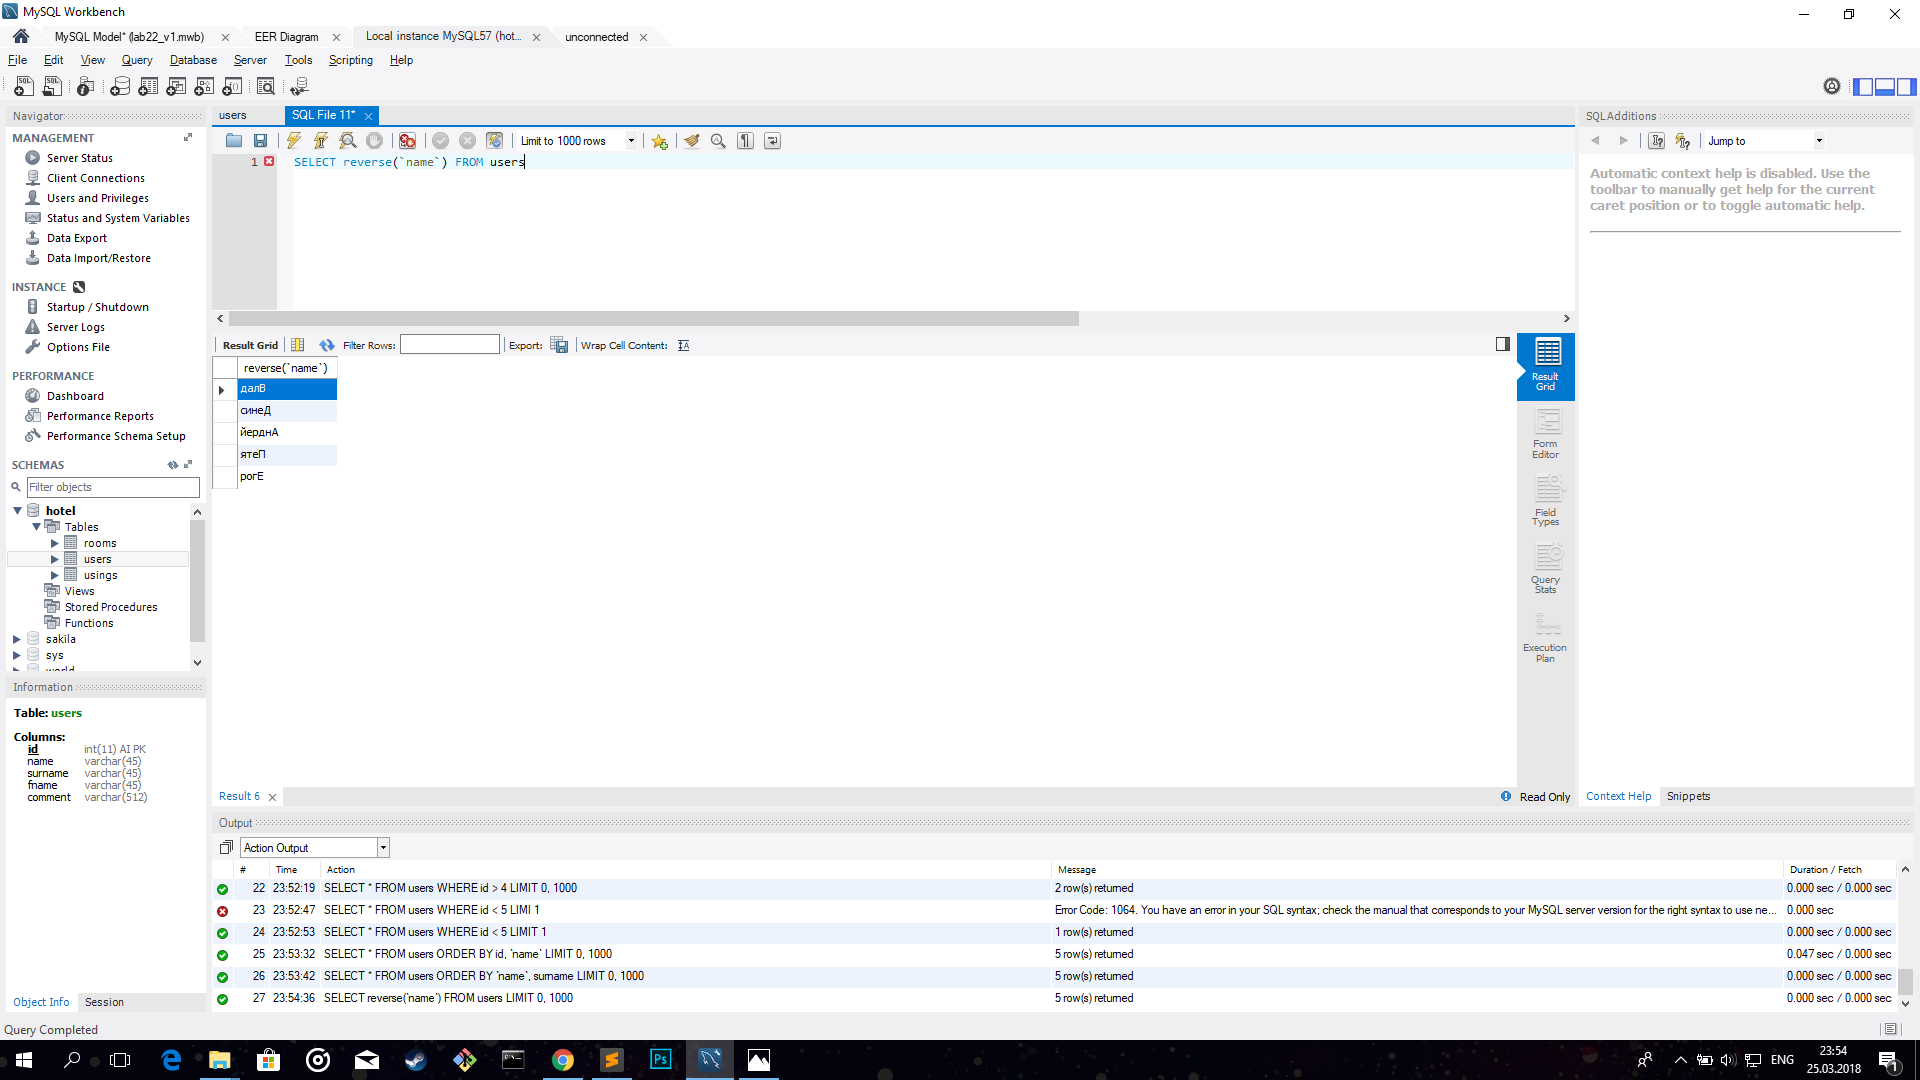 MySQL Workbench
MySQL Model* (lab22_v1.mwb)
EER Diagram
Local instance MySQL57 (hot...
unconnected
File Edit View Query Database Server Tools Scripting Help
Navigator
users
SQL File 11*
SQLAdditions
MANAGEMENT
Server Status
Client Connections
Users and Privileges
Status and System Variables
Data Export
Data Import/Restore
INSTANCE
Startup / Shutdown
Server Logs
Options File
PERFORMANCE
Dashboard
Performance Reports
Performance Schema Setup
SCHEMAS
Filter objects
hotel
Tables
rooms
users
usings
Views
Stored Procedures
Functions
sakila
sys
world
Information
Table: users
Columns:
id int(11) AI PK
name varchar(45)
surname varchar(45)
fname varchar(45)
comment varchar(512)
Object Info Session
Query Completed
Limit to 1000 rows
1 SELECT reverse(`name`) FROM users
Result Grid Filter Rows: Export: Wrap Cell Content:
reverse(`name`)
далВ
синеД
йерднА
ятеП
рогЕ
Result Grid
Form Editor
Field Types
Query Stats
Execution Plan
Result 6
Read Only
Jump to
Automatic context help is disabled. Use the
toolbar to manually get help for the current
caret position or to toggle automatic help.
Context Help Snippets
Output
Action Output
# Time Action Message Duration / Fetch
22 23:52:19 SELECT * FROM users WHERE id > 4 LIMIT 0, 1000 2 row(s) returned 0.000 sec / 0.000 sec
23 23:52:47 SELECT * FROM users WHERE id < 5 LIMI 1 Error Code: 1064. You have an error in your SQL syntax; check the manual that corresponds to your MySQL server version for the right syntax to use ne... 0.000 sec
24 23:52:53 SELECT * FROM users WHERE id < 5 LIMIT 1 1 row(s) returned 0.000 sec / 0.000 sec
25 23:53:32 SELECT * FROM users ORDER BY id, `name` LIMIT 0, 1000 5 row(s) returned 0.047 sec / 0.000 sec
26 23:53:42 SELECT * FROM users ORDER BY `name`, surname LIMIT 0, 1000 5 row(s) returned 0.000 sec / 0.000 sec
27 23:54:36 SELECT reverse(`name`) FROM users LIMIT 0, 1000 5 row(s) returned 0.000 sec / 0.000 sec
Ps
ENG
23:54
25.03.2018
1